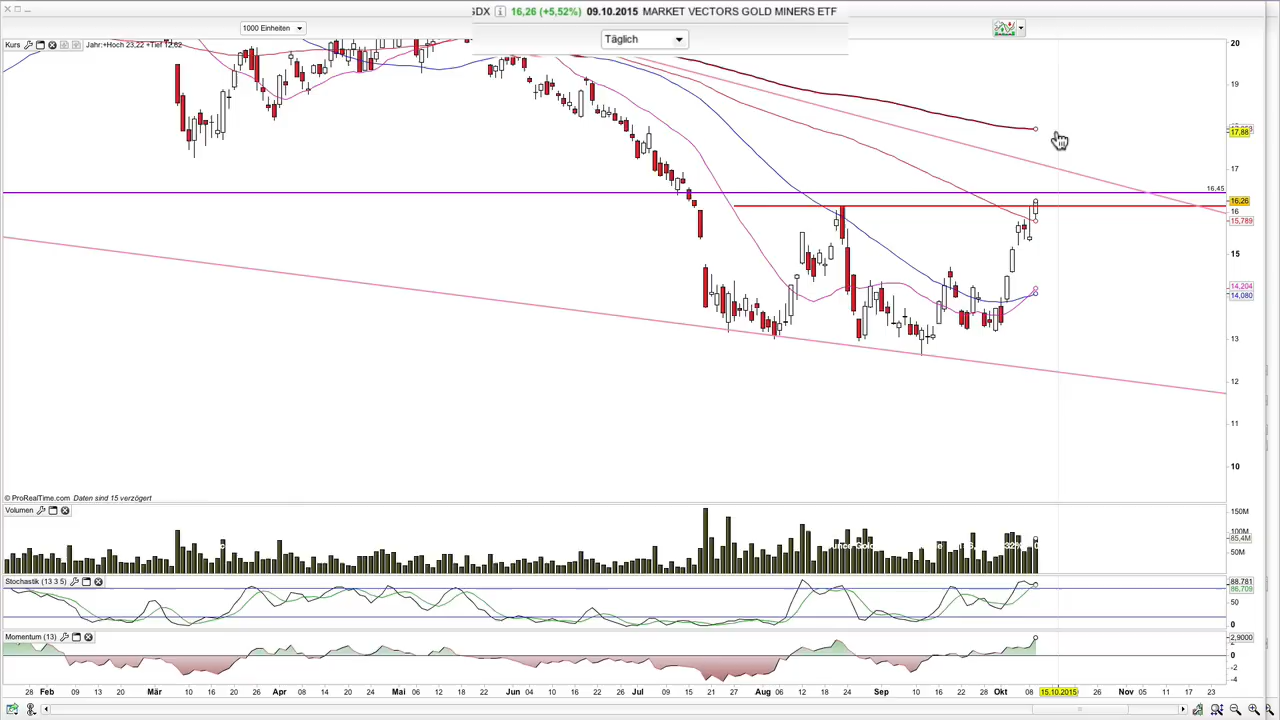 GDX 16,26 (+5,52%) 09.10.2015 MARKET VECTORS GOLD MINERS ETF
1000 Einheiten
Täglich
Kurs Jahr:+Hoch 23,22 +Tief 12,62
20
19
17,88
17
16,45
16,26
16
15,789
15
14,204
14,080
13
12
11
10
© ProRealTime.com Daten sind 15 verzögert
Volumen
150M
100M
85,4M
50M
Stochastik (13 3 5)
88,781
86,709
50
0
Momentum (13)
2,9000
0
-2
-4
28 Feb 09 13 20 Mär 09 16 20 26 Apr 09 14 20 24 Mai 08 12 18 22 Jun 04 10 16 22 26 Jul 09 15 21 27 Aug 06 12 18 24 Sep 10 16 22 28 Okt 08 15.10.2015 26 Nov 05 11 17 23